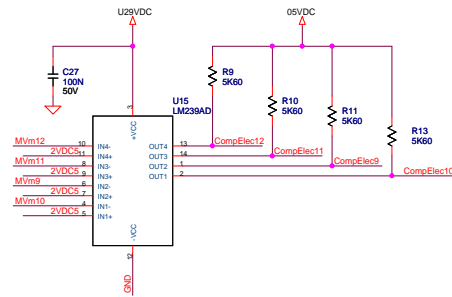 U29VDC
05VDC
C27
100N
50V
R9
5K60
R10
5K60
R11
5K60
R13
5K60
U15
LM239AD
3
+VCC
MVm12 10 IN4- OUT4 13 CompElec12
2VDC5 11 IN4+ OUT3 14 CompElec11
MVm11 8 IN3- OUT2 1 CompElec9
2VDC5 9 IN3+ OUT1 2 CompElec10
MVm9 6 IN2-
2VDC5 7 IN2+
MVm10 4 IN1-
2VDC5 5 IN1+
-VCC
12
GND